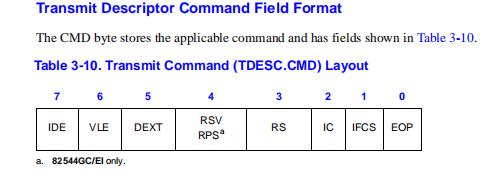 Transmit Descriptor Command Field Format
The CMD byte stores the applicable command and has fields shown in Table 3-10.
Table 3-10. Transmit Command (TDESC.CMD) Layout
7 6 5 4 3 2 1 0
IDE VLE DEXT RSV RPSa RS IC IFCS EOP
a. 82544GC/EI only.